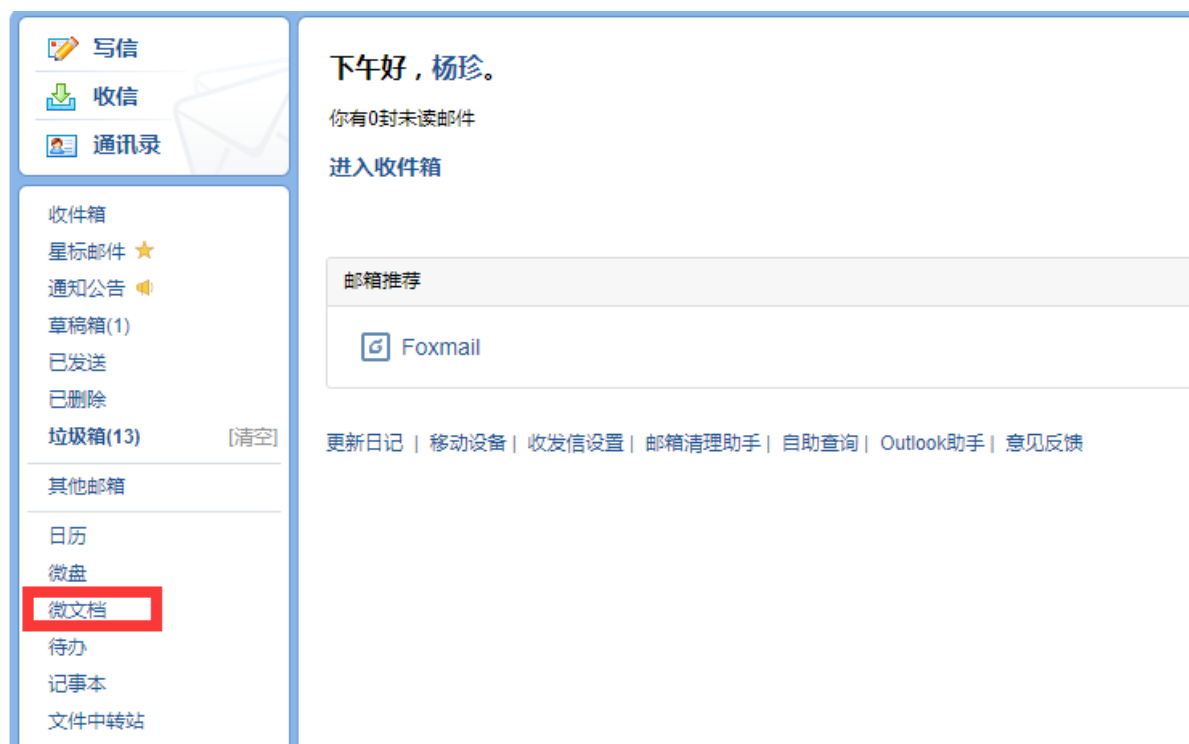 写信
收信
通讯录
收件箱
星标邮件
通知公告
草稿箱(1)
已发送
已删除
垃圾箱(13) [清空]
其他邮箱
日历
微盘
微文档
待办
记事本
文件中转站
下午好，杨珍。
你有0封未读邮件
进入收件箱
邮箱推荐
Foxmail
更新日记 | 移动设备 | 收发信设置 | 邮箱清理助手 | 自助查询 | Outlook助手 | 意见反馈